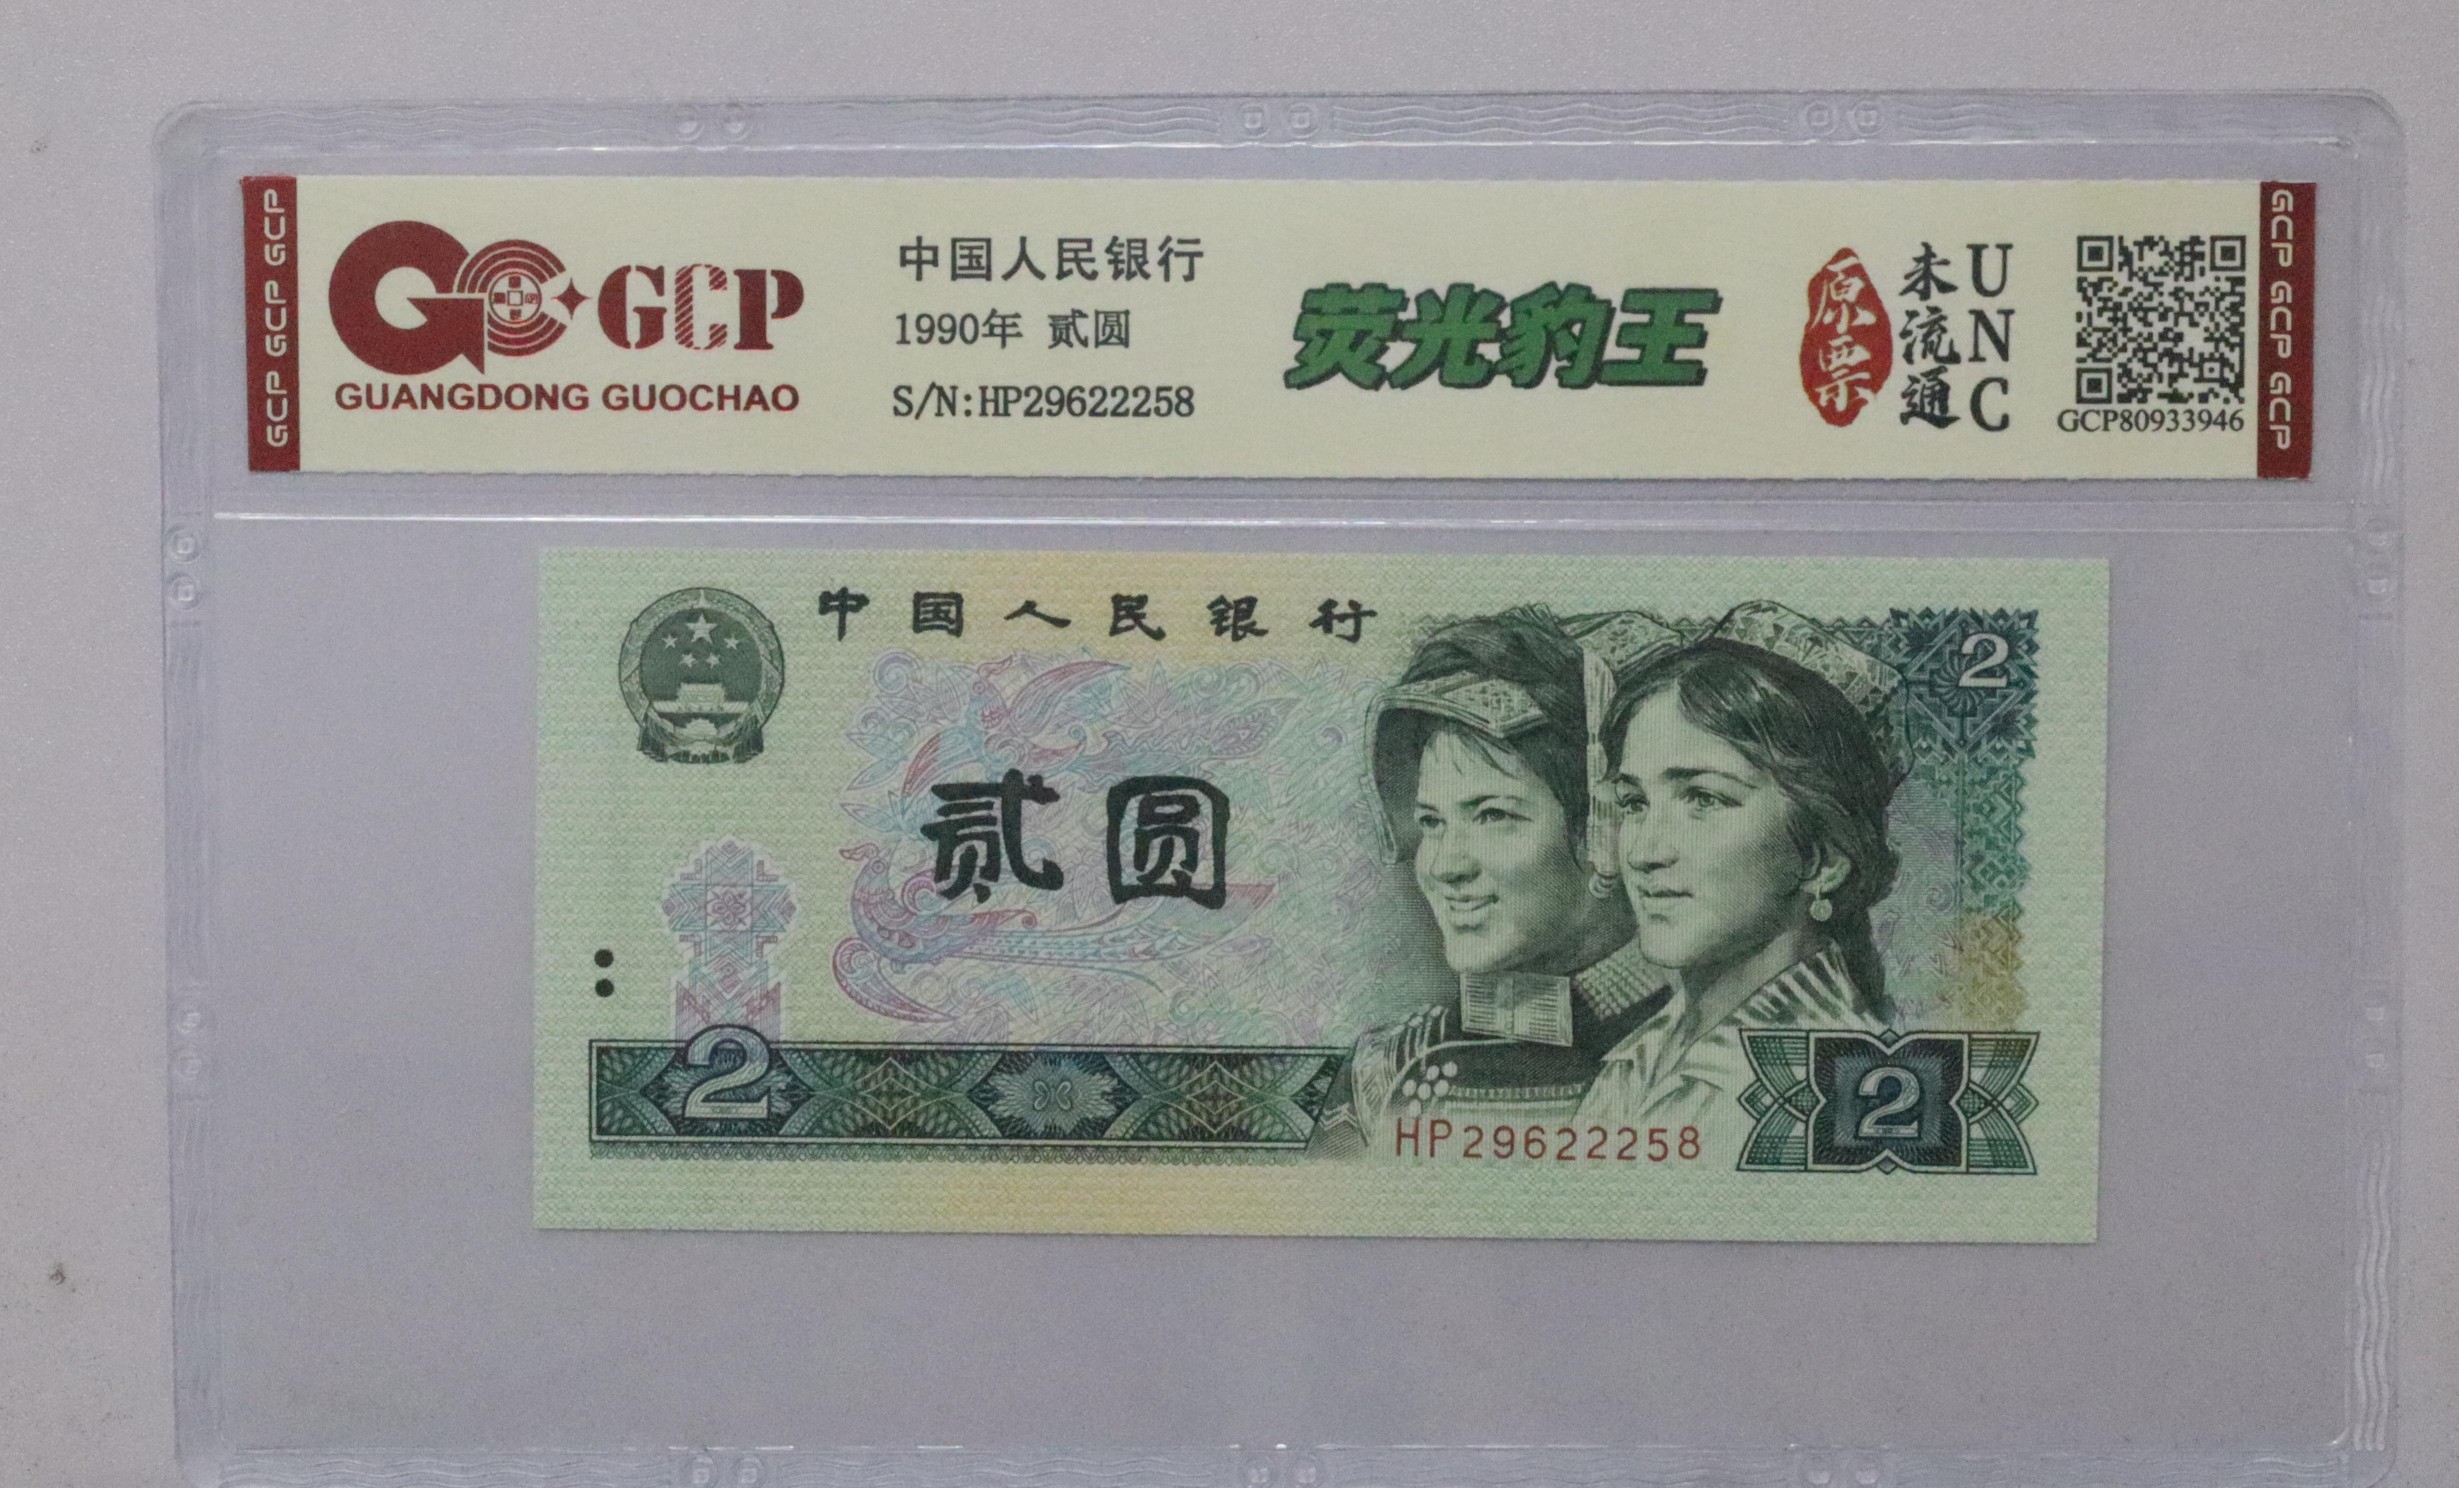 GCP GCP GCP
GCP
GUANGDONG GUOCHAO
中国人民银行
1990年 贰圆
S/N:HP29622258
荧光豹王
原票
未流通
UNC
GCP80933946
GCP GCP GCP
中国人民银行
2
贰圆
2
HP29622258
2